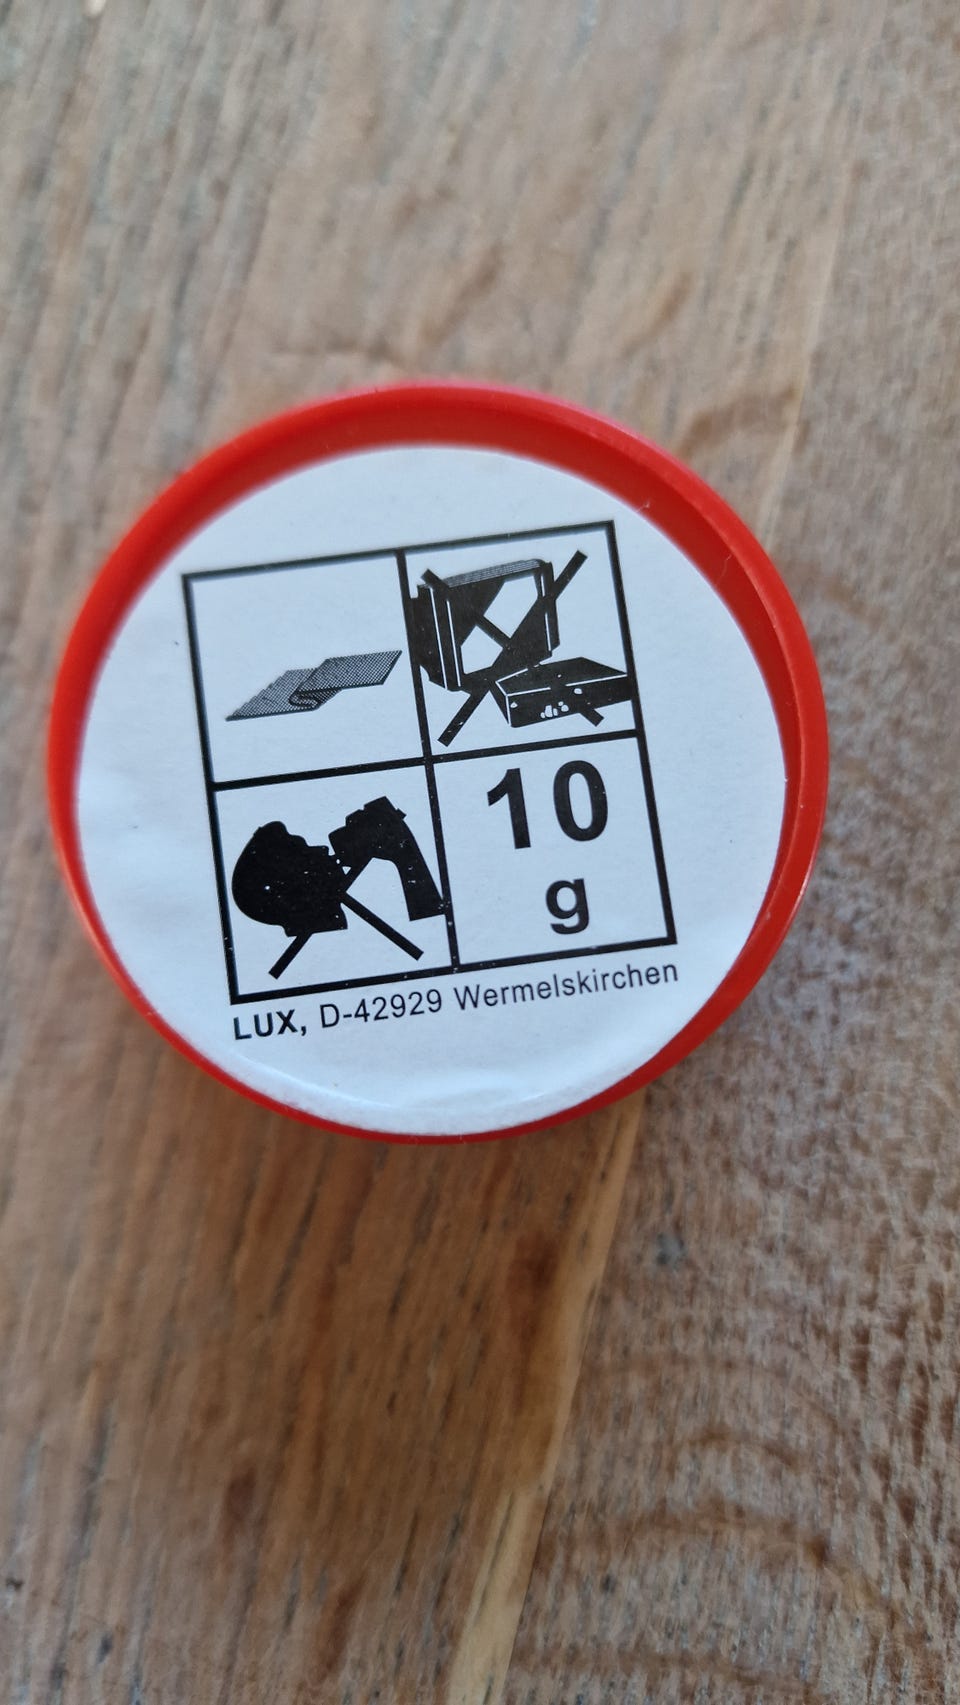 10
g
LUX, D-42929 Wermelskirchen